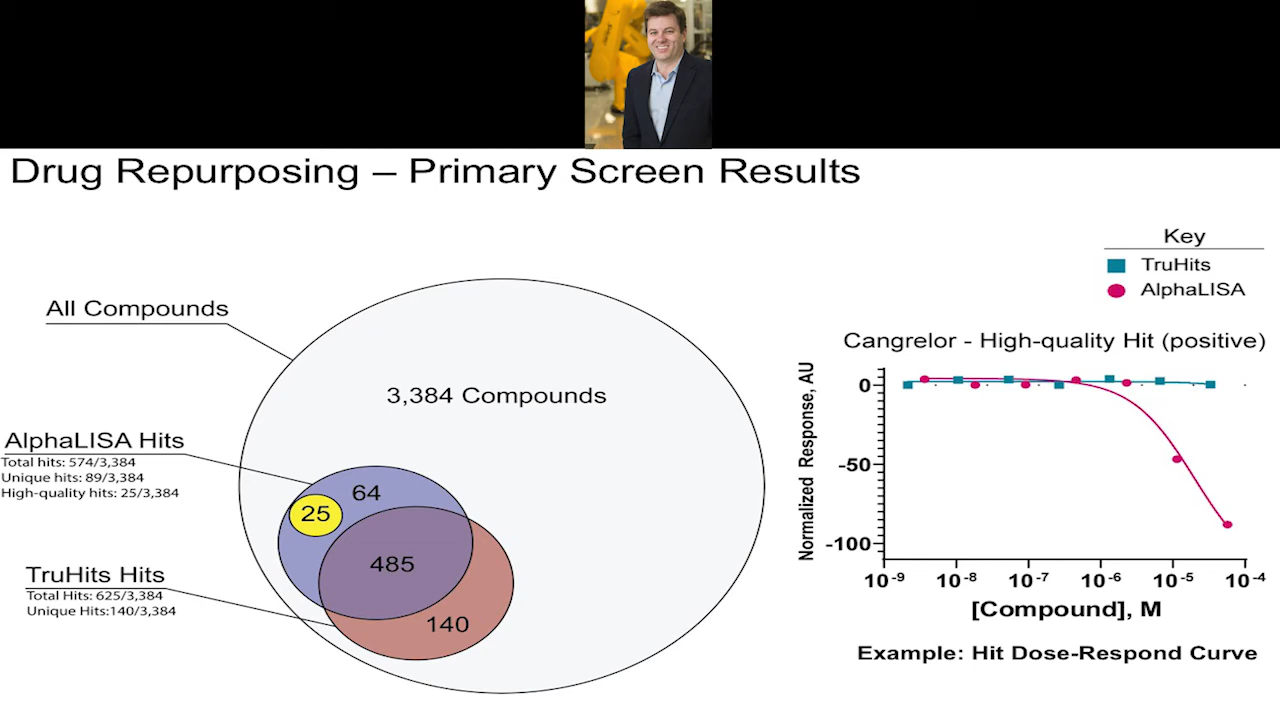 Drug Repurposing – Primary Screen Results
All Compounds
3,384 Compounds
AlphaLISA Hits
Total hits: 574/3,384
Unique hits: 89/3,384
High-quality hits: 25/3,384
64
25
485
TruHits Hits
Total Hits: 625/3,384
Unique Hits:140/3,384
140
Key
TruHits
AlphaLISA
Cangrelor - High-quality Hit (positive)
Normalized Response, AU
0
-50
-100
10-9 10-8 10-7 10-6 10-5 10-4
[Compound], M
Example: Hit Dose-Respond Curve